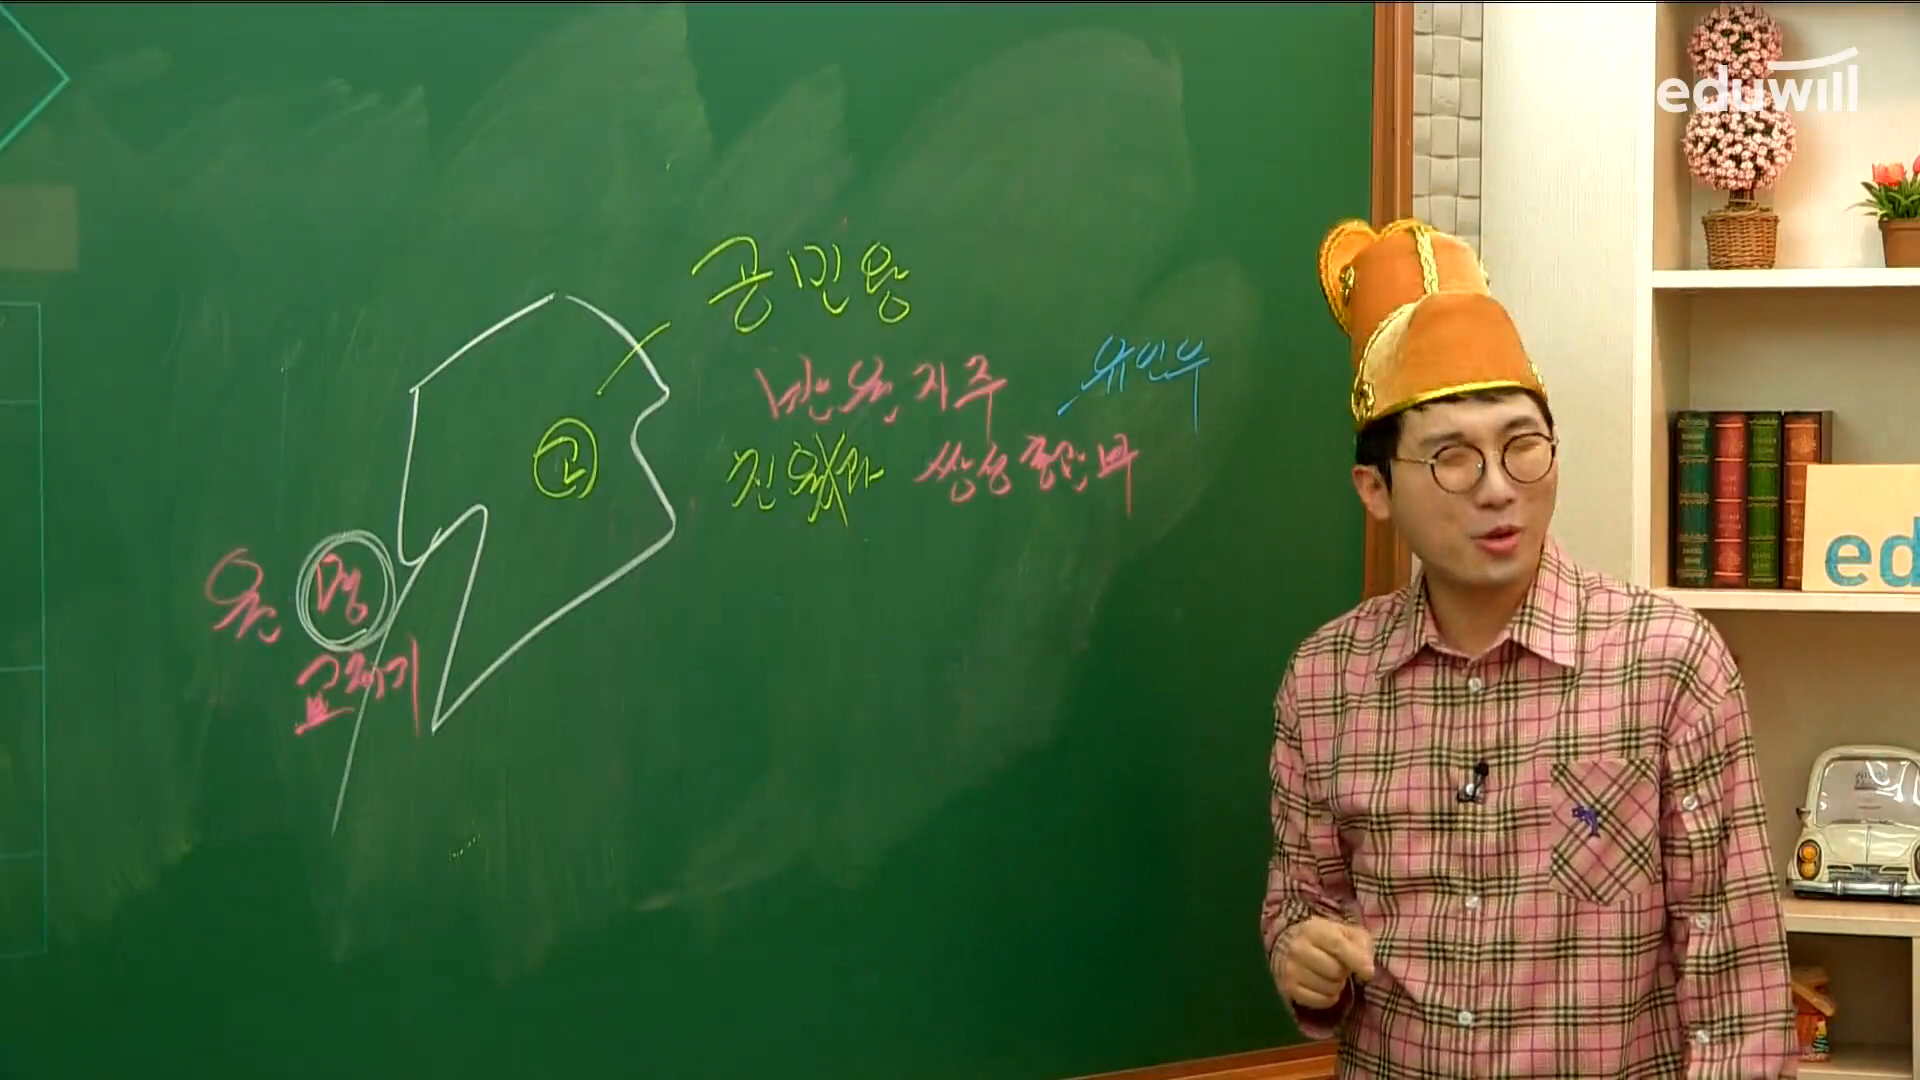 eduwill
공민왕
반원자주
유인우
친원파 쌍성총관부
고
원 명
교체기
ed